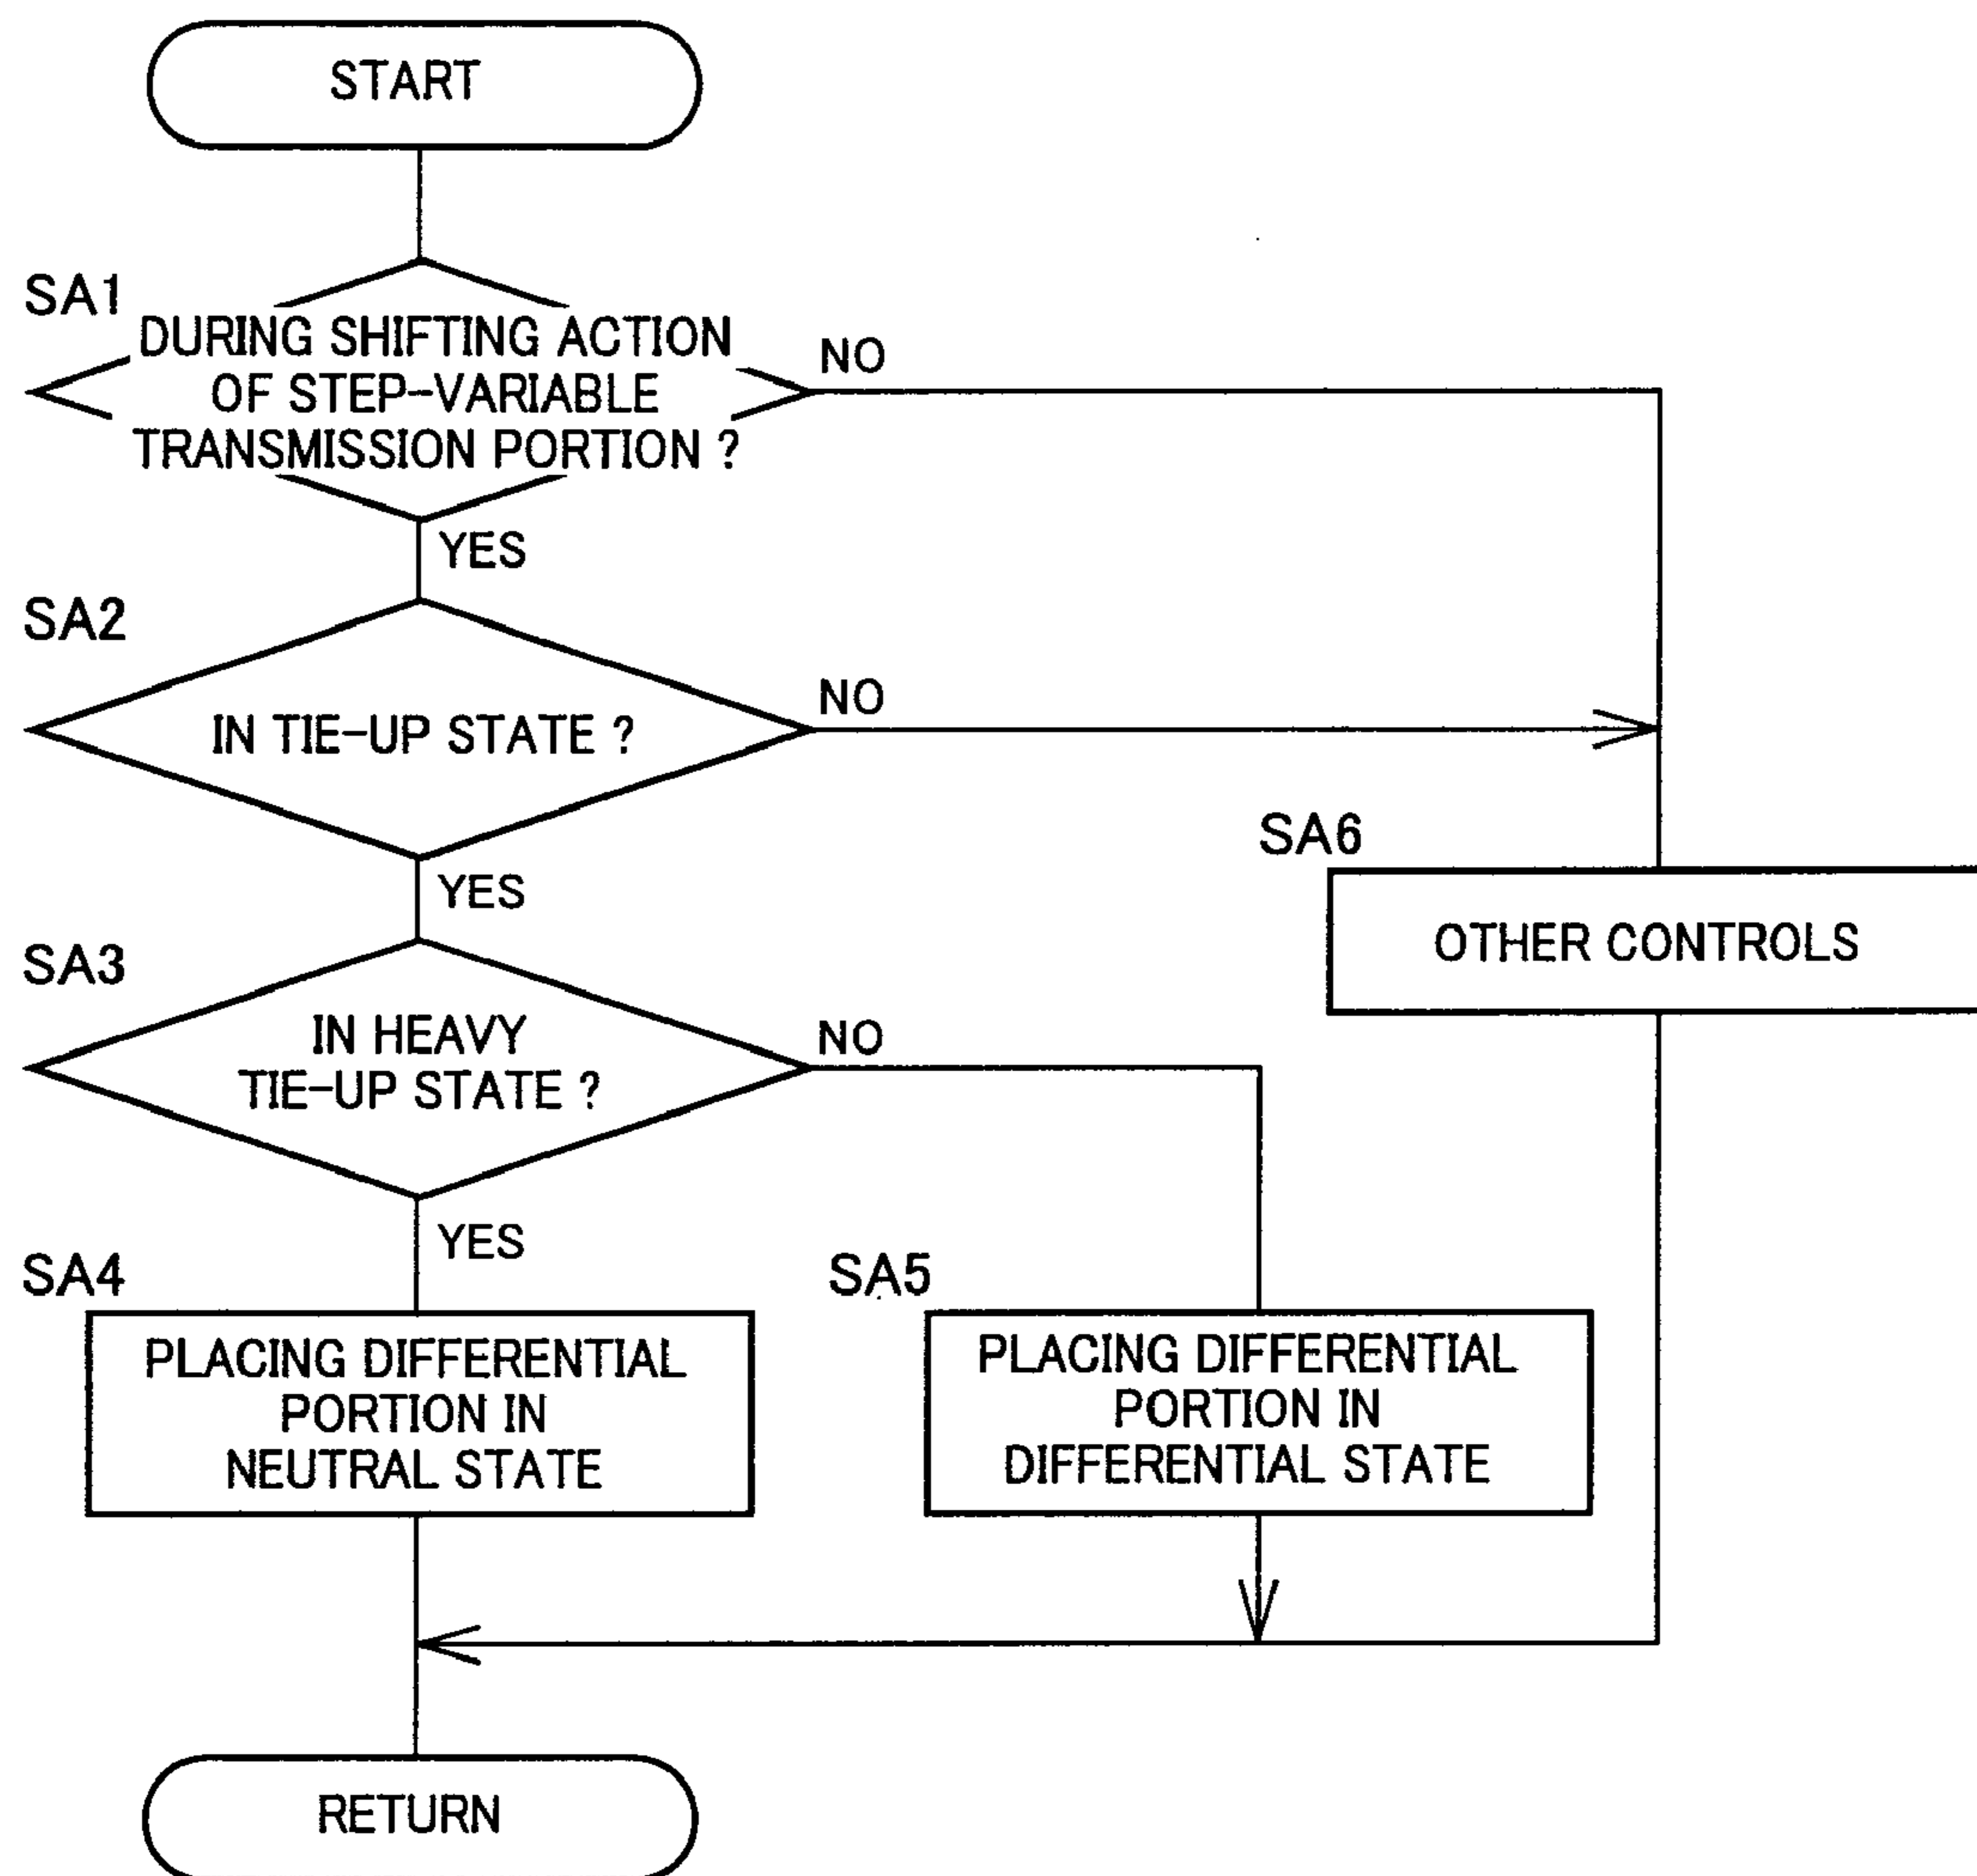 START
SA1
DURING SHIFTING ACTION
OF STEP-VARIABLE
TRANSMISSION PORTION ?
NO
YES
SA2
IN TIE-UP STATE ?
NO
YES
SA6
OTHER CONTROLS
SA3
IN HEAVY
TIE-UP STATE ?
NO
YES
SA4
PLACING DIFFERENTIAL
PORTION IN
NEUTRAL STATE
SA5
PLACING DIFFERENTIAL
PORTION IN
DIFFERENTIAL STATE
RETURN